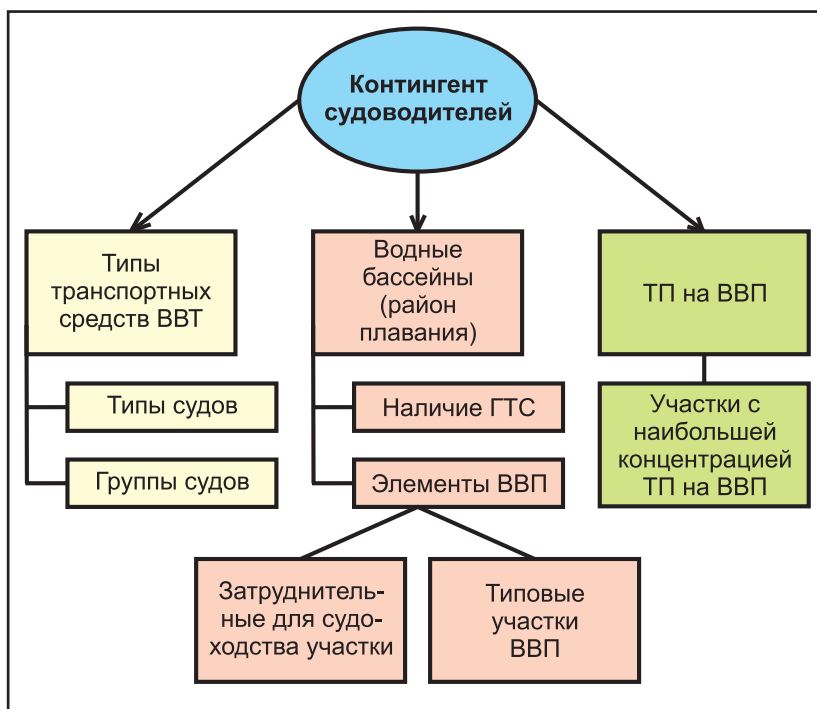 Контингент
судоводителей
Типы
транспортных
средств ВВТ
Водные
бассейны
(район
плавания)
ТП на ВВП
Типы судов
Наличие ГТС
Участки с
наибольшей
концентрацией
ТП на ВВП
Группы судов
Элементы ВВП
Затруднитель-
ные для судо-
ходства участки
Типовые
участки
ВВП